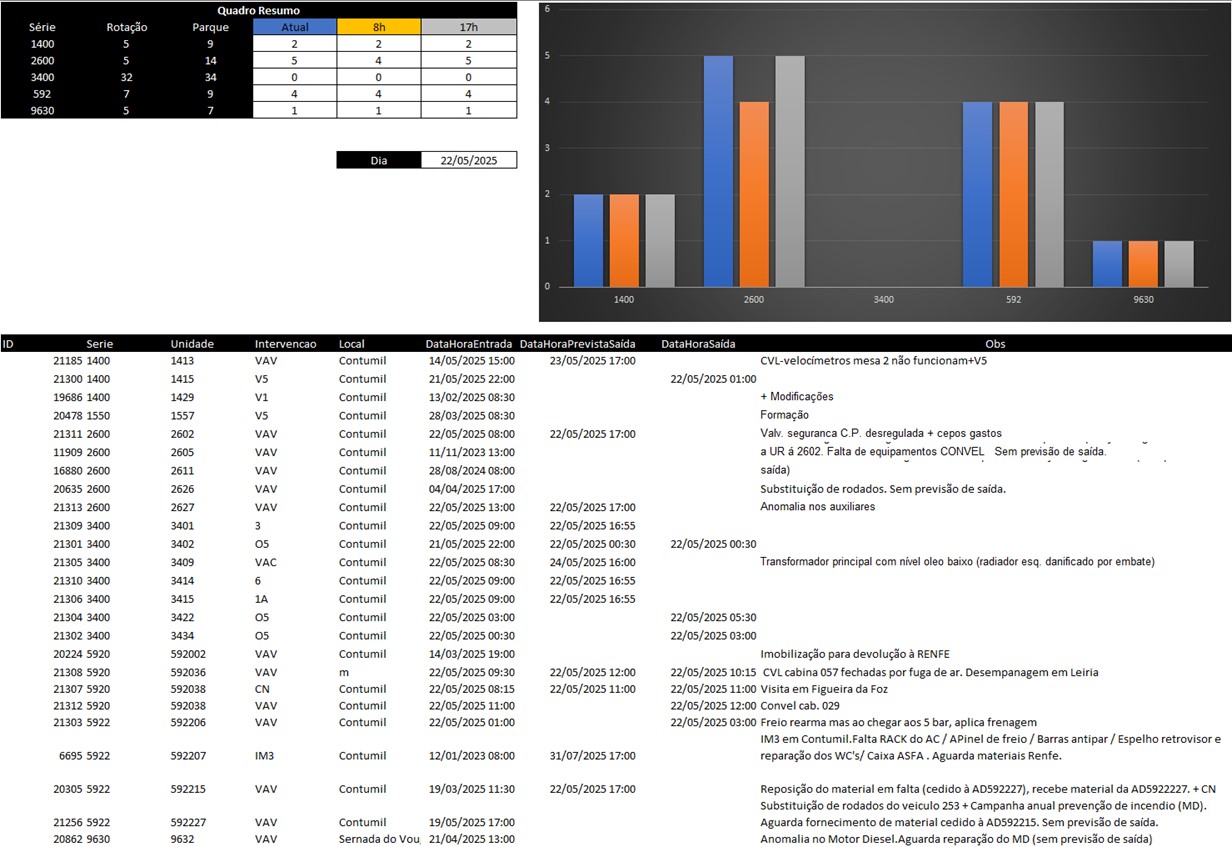 Quadro Resumo
Série Rotação Parque Atual 8h 17h
1400 5 9 2 2 2
2600 5 14 5 4 5
3400 32 34 0 0 0
592 7 9 4 4 4
9630 5 7 1 1 1
Dia 22/05/2025
6
5
4
3
2
1
0
1400 2600 3400 592 9630
ID Serie Unidade Intervencao Local DataHoraEntrada DataHoraPrevistaSaída DataHoraSaída Obs
21185 1400 1413 VAV Contumil 14/05/2025 15:00 23/05/2025 17:00 CVL-velocímetros mesa 2 não funcionam+V5
21300 1400 1415 V5 Contumil 21/05/2025 22:00 22/05/2025 01:00
19686 1400 1429 V1 Contumil 13/02/2025 08:30 + Modificações
20478 1550 1557 V5 Contumil 28/03/2025 08:30 Formação
21311 2600 2602 VAV Contumil 22/05/2025 08:00 22/05/2025 17:00 Valv. seguranca C.P. desregulada + cepos gastos
11909 2600 2605 VAV Contumil 11/11/2023 13:00 a UR á 2602. Falta de equipamentos CONVEL Sem previsão de saída.
16880 2600 2611 VAV Contumil 28/08/2024 08:00 saída)
20635 2600 2626 VAV Contumil 04/04/2025 17:00 Substituição de rodados. Sem previsão de saída.
21313 2600 2627 VAV Contumil 22/05/2025 13:00 22/05/2025 17:00 Anomalia nos auxiliares
21309 3400 3401 3 Contumil 22/05/2025 09:00 22/05/2025 16:55
21301 3400 3402 O5 Contumil 21/05/2025 22:00 22/05/2025 00:30 22/05/2025 00:30
21305 3400 3409 VAC Contumil 22/05/2025 08:30 24/05/2025 16:00 Transformador principal com nível oleo baixo (radiador esq. danificado por embate)
21310 3400 3414 6 Contumil 22/05/2025 09:00 22/05/2025 16:55
21306 3400 3415 1A Contumil 22/05/2025 09:00 22/05/2025 16:55
21304 3400 3422 O5 Contumil 22/05/2025 03:00 22/05/2025 05:30
21302 3400 3434 O5 Contumil 22/05/2025 00:30 22/05/2025 03:00
20224 5920 592002 VAV Contumil 14/03/2025 19:00 Imobilização para devolução à RENFE
21308 5920 592036 VAV m 22/05/2025 09:30 22/05/2025 12:00 22/05/2025 10:15 CVL cabina 057 fechadas por fuga de ar. Desempanagem em Leiria
21307 5920 592038 CN Contumil 22/05/2025 08:15 22/05/2025 11:00 22/05/2025 11:00 Visita em Figueira da Foz
21312 5920 592038 VAV Contumil 22/05/2025 11:00 22/05/2025 12:00 Convel cab. 029
21303 5922 592206 VAV Contumil 22/05/2025 01:00 22/05/2025 03:00 Freio rearma mas ao chegar aos 5 bar, aplica frenagem
IM3 em Contumil.Falta RACK do AC / APinel de freio / Barras antipar / Espelho retrovisor e
6695 5922 592207 IM3 Contumil 12/01/2023 08:00 31/07/2025 17:00 reparação dos WC's/ Caixa ASFA . Aguarda materiais Renfe.
20305 5922 592215 VAV Contumil 19/03/2025 11:30 22/05/2025 17:00 Reposição do material em falta (cedido à AD592227), recebe material da AD5922227. + CN
Substituição de rodados do veiculo 253 + Campanha anual prevenção de incendio (MD).
21256 5922 592227 VAV Contumil 19/05/2025 17:00 Aguarda fornecimento de material cedido à AD592215. Sem previsão de saída.
20862 9630 9632 VAV Sernada do Vou 21/04/2025 13:00 Anomalia no Motor Diesel.Aguarda reparação do MD (sem previsão de saída)